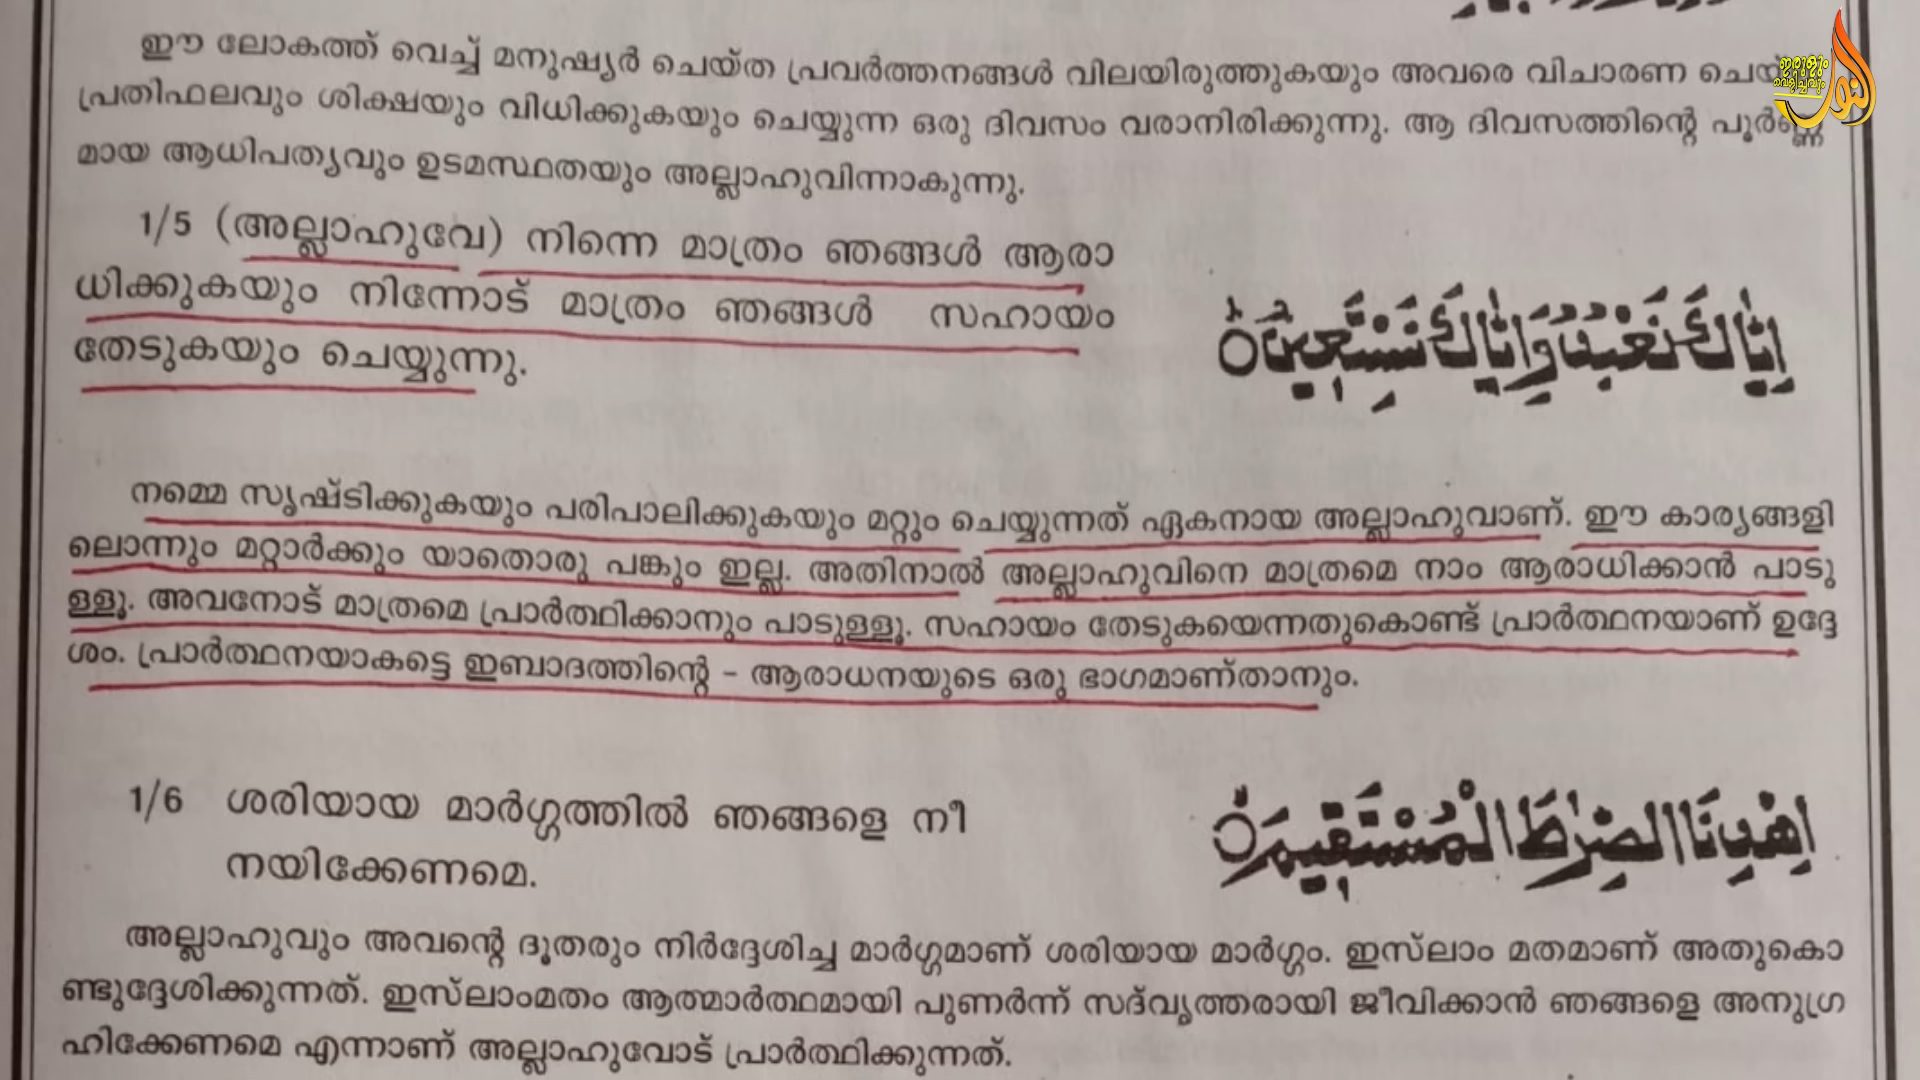 ഇരുളും
വെളിച്ചവും
النور
ഈ ലോകത്ത് വെച്ച് മനുഷ്യർ ചെയ്ത പ്രവർത്തനങ്ങൾ വിലയിരുത്തുകയും അവരെ വിചാരണ
പ്രതിഫലവും ശിക്ഷയും വിധിക്കുകയും ചെയ്യുന്ന ഒരു ദിവസം വരാനിരിക്കുന്നു. ആ ദിവസത്തിന്റെ പൂർണ്ണ
മായ ആധിപത്യവും ഉടമസ്ഥതയും അല്ലാഹുവിന്നാകുന്നു.
1/5 (അല്ലാഹുവേ) നിന്നെ മാത്രം ഞങ്ങൾ ആരാ
ധിക്കുകയും നിന്നോട് മാത്രം ഞങ്ങൾ സഹായം
തേടുകയും ചെയ്യുന്നു.
اِيَّاكَ نَعْبُدُ وَاِيَّاكَ نَسْتَعِيْنُ
നമ്മെ സൃഷ്ടിക്കുകയും പരിപാലിക്കുകയും മറ്റും ചെയ്യുന്നത് ഏകനായ അല്ലാഹുവാണ്. ഈ കാര്യങ്ങളി
ലൊന്നും മറ്റാർക്കും യാതൊരു പങ്കും ഇല്ല. അതിനാൽ അല്ലാഹുവിനെ മാത്രമെ നാം ആരാധിക്കാൻ പാടു
ള്ളൂ. അവനോട് മാത്രമെ പ്രാർത്ഥിക്കാനും പാടുള്ളൂ. സഹായം തേടുകയെന്നതുകൊണ്ട് പ്രാർത്ഥനയാണ് ഉദ്ദേ
ശം. പ്രാർത്ഥനയാകട്ടെ ഇബാദത്തിന്റെ – ആരാധനയുടെ ഒരു ഭാഗമാണ്താനും.
1/6 ശരിയായ മാർഗ്ഗത്തിൽ ഞങ്ങളെ നീ
നയിക്കേണമെ.
اِهْدِنَا الصِّرَاطَ الْمُسْتَقِيْمَ
അല്ലാഹുവും അവന്റെ ദൂതരും നിർദ്ദേശിച്ച മാർഗ്ഗമാണ് ശരിയായ മാർഗ്ഗം. ഇസ്‌ലാം മതമാണ് അതുകൊ
ണ്ടുദ്ദേശിക്കുന്നത്. ഇസ്‌ലാംമതം ആത്മാർത്ഥമായി പുണർന്ന് സദ്‌വൃത്തരായി ജീവിക്കാൻ ഞങ്ങളെ അനുഗ്ര
ഹിക്കേണമെ എന്നാണ് അല്ലാഹുവോട് പ്രാർത്ഥിക്കുന്നത്.